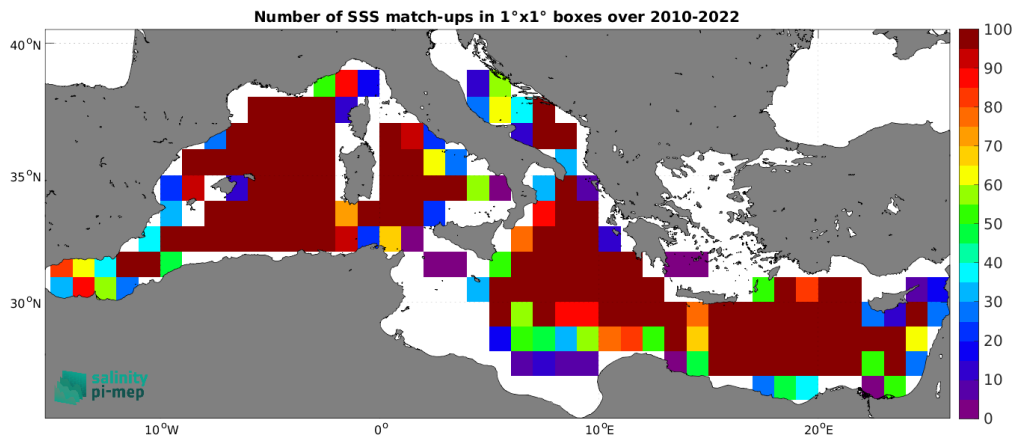 Number of SSS match-ups in 1°x1° boxes over 2010-2022
40°N
35°N
30°N
10°W
0°
10°E
20°E
100
90
80
70
60
50
40
30
20
10
0
salinity
pi-mep